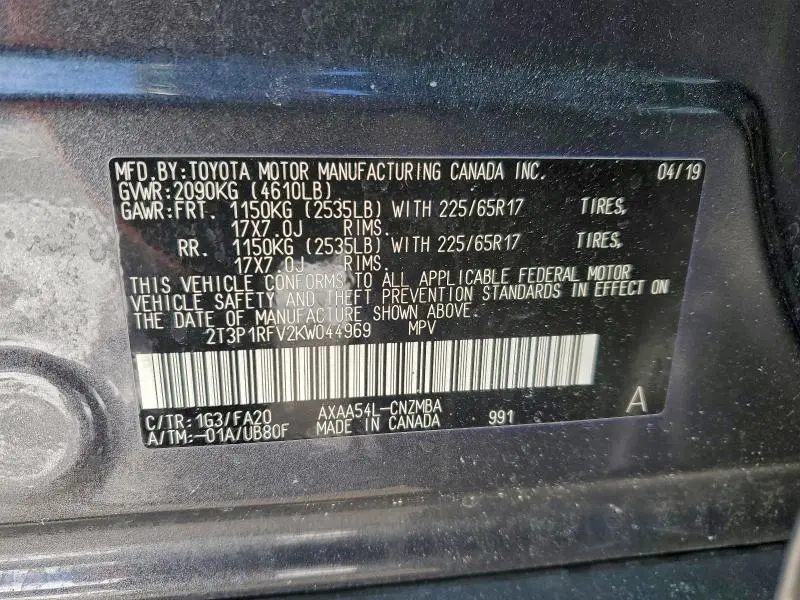 MFD.BY:TOYOTA MOTOR MANUFACTURING CANADA INC. 04/19
GVWR:2090KG (4610LB)
GAWR:FRT. 1150KG (2535LB) WITH 225/65R17 TIRES,
17X7.0J RIMS.
RR. 1150KG (2535LB) WITH 225/65R17 TIRES,
17X7.0J RIMS.
THIS VEHICLE CONFORMS TO ALL APPLICABLE FEDERAL MOTOR
VEHICLE SAFETY AND THEFT PREVENTION STANDARDS IN EFFECT ON
THE DATE OF MANUFACTURE SHOWN ABOVE.
2T3P1RFV2KW044969 MPV
C/TR:1G3/FA20 AXAA54L-CNZMBA 991 A
A/TM:-01A/UB80F MADE IN CANADA